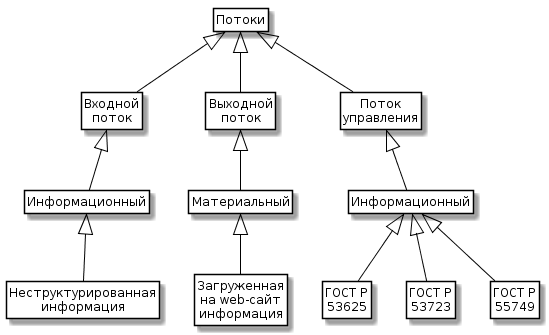 Потоки
Входной
поток
Выходной
поток
Поток
управления
Информационный
Материальный
Информационный
Неструктурированная
информация
Загруженная
на web-сайт
информация
ГОСТ Р
53625
ГОСТ Р
53723
ГОСТ Р
55749